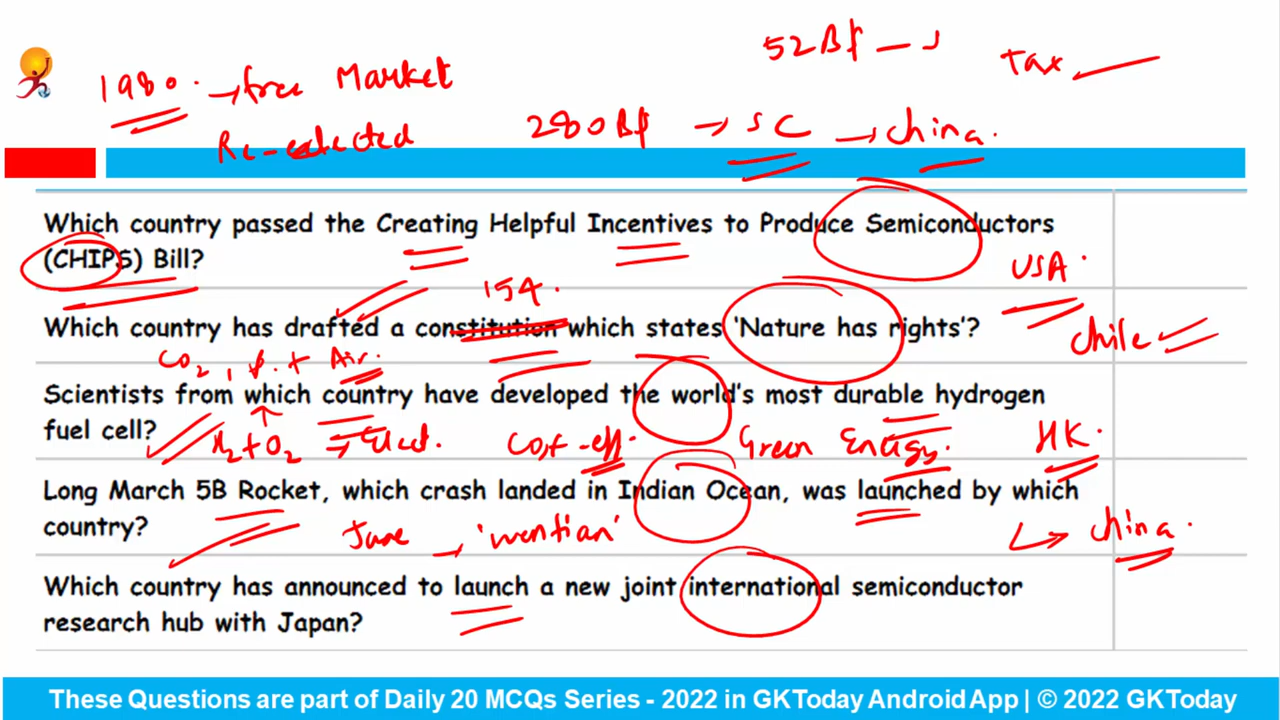 52 Bf — s
Tax
1980. → free Market
280 Bf → SC → China.
Re-elected
Which country passed the Creating Helpful Incentives to Produce Semiconductors
(CHIPS) Bill?
USA.
154.
Which country has drafted a constitution which states 'Nature has rights'?
Chile
CO2, + Air.
Scientists from which country have developed the world's most durable hydrogen
fuel cell?
H2+O2 → Elect. Cost-eff. Green Energy. HK.
Long March 5B Rocket, which crash landed in Indian Ocean, was launched by which
country?
June → 'wentian' → China.
Which country has announced to launch a new joint international semiconductor
research hub with Japan?
These Questions are part of Daily 20 MCQs Series - 2022 in GKToday Android App | © 2022 GKToday